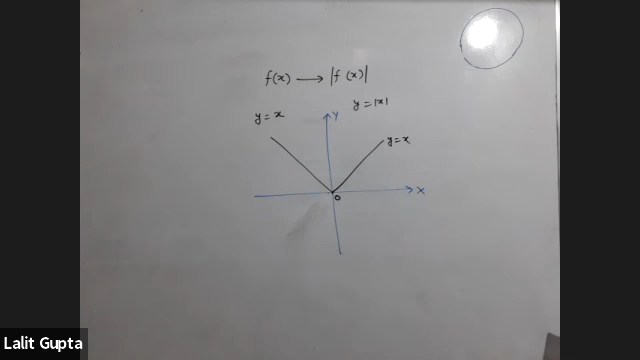 f(x) → |f(x)|
y = |x|
y = x
Y
y = x
X
O
Lalit Gupta